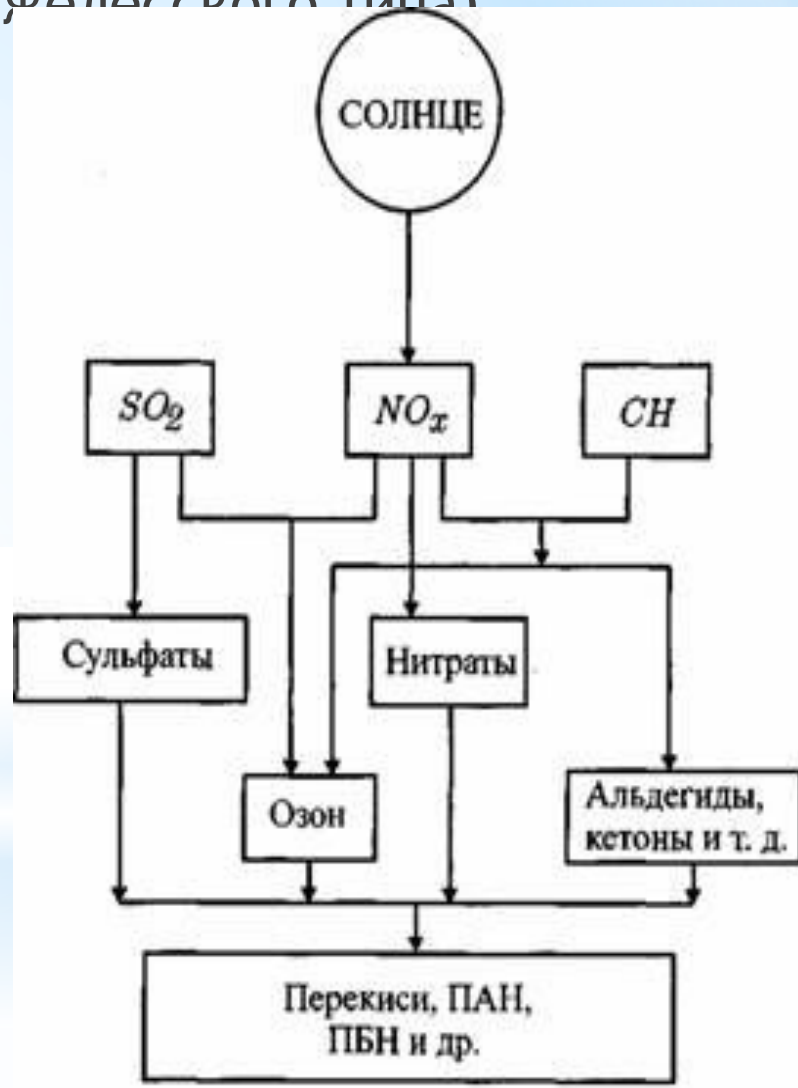 СОЛНЦЕ
SO₂
NOₓ
CH
Сульфаты
Нитраты
Озон
Альдегиды,
кетоны и т. д.
Перекиси, ПАН,
ПБН и др.